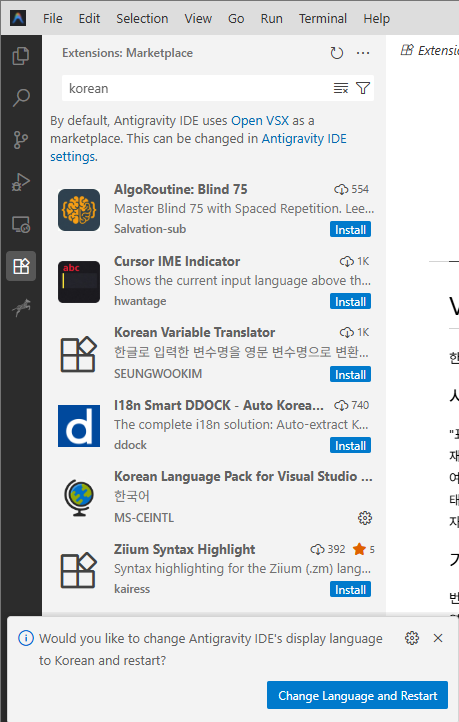 File Edit Selection View Go Run Terminal Help
Extensions: Marketplace
korean
By default, Antigravity IDE uses Open VSX as a
marketplace. This can be changed in Antigravity IDE
settings.
AlgoRoutine: Blind 75 554
Master Blind 75 with Spaced Repetition. Lee...
Salvation-sub Install
Cursor IME Indicator 1K
Shows the current input language above th...
hwantage Install
Korean Variable Translator 1K
한글로 입력한 변수명을 영문 변수명으로 변환...
SEUNGWOOKIM Install
I18n Smart DDOCK - Auto Korea... 740
The complete i18n solution: Auto-extract K...
ddock Install
Korean Language Pack for Visual Studio ...
한국어
MS-CEINTL
Ziium Syntax Highlight 392 5
Syntax highlighting for the Ziium (.zm) lang...
kairess Install
abc
d
Would you like to change Antigravity IDE's display language
to Korean and restart?
Change Language and Restart
Extensio
한
"표
재
여
태
자
번